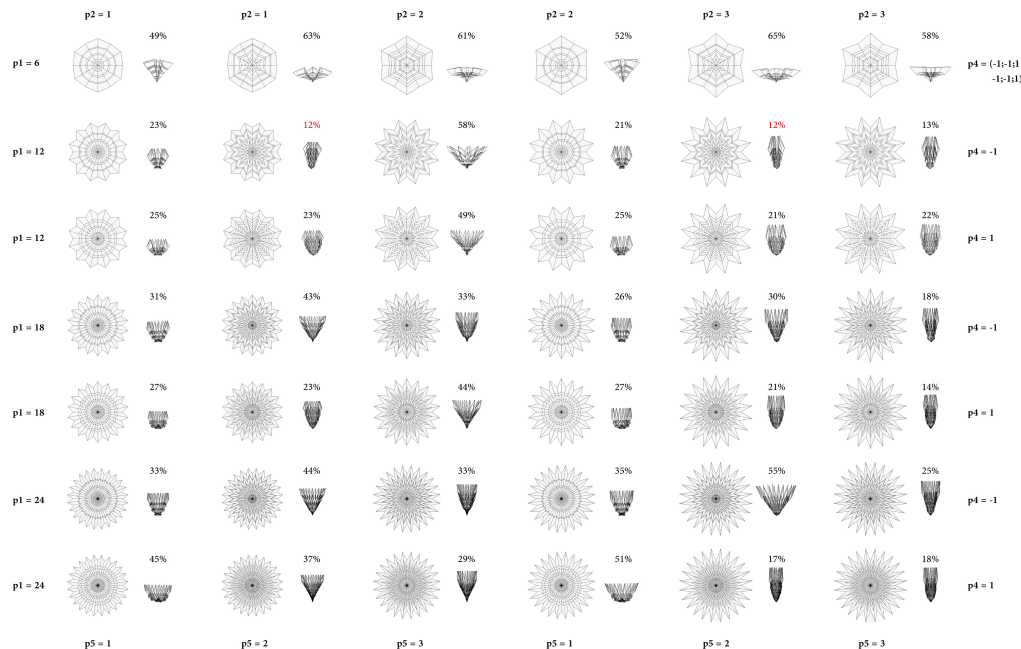 p2 = 1 p2 = 1 p2 = 2 p2 = 2 p2 = 3 p2 = 3
49% 63% 61% 52% 65% 58%
p1 = 6 p4 = (-1;-1;1
-1;-1;1)
23% 12% 58% 21% 12% 13%
p1 = 12 p4 = -1
25% 23% 49% 25% 21% 22%
p1 = 12 p4 = 1
31% 43% 33% 26% 30% 18%
p1 = 18 p4 = -1
27% 23% 44% 27% 21% 14%
p1 = 18 p4 = 1
33% 44% 33% 35% 55% 25%
p1 = 24 p4 = -1
45% 37% 29% 51% 17% 18%
p1 = 24 p4 = 1
p5 = 1 p5 = 2 p5 = 3 p5 = 1 p5 = 2 p5 = 3